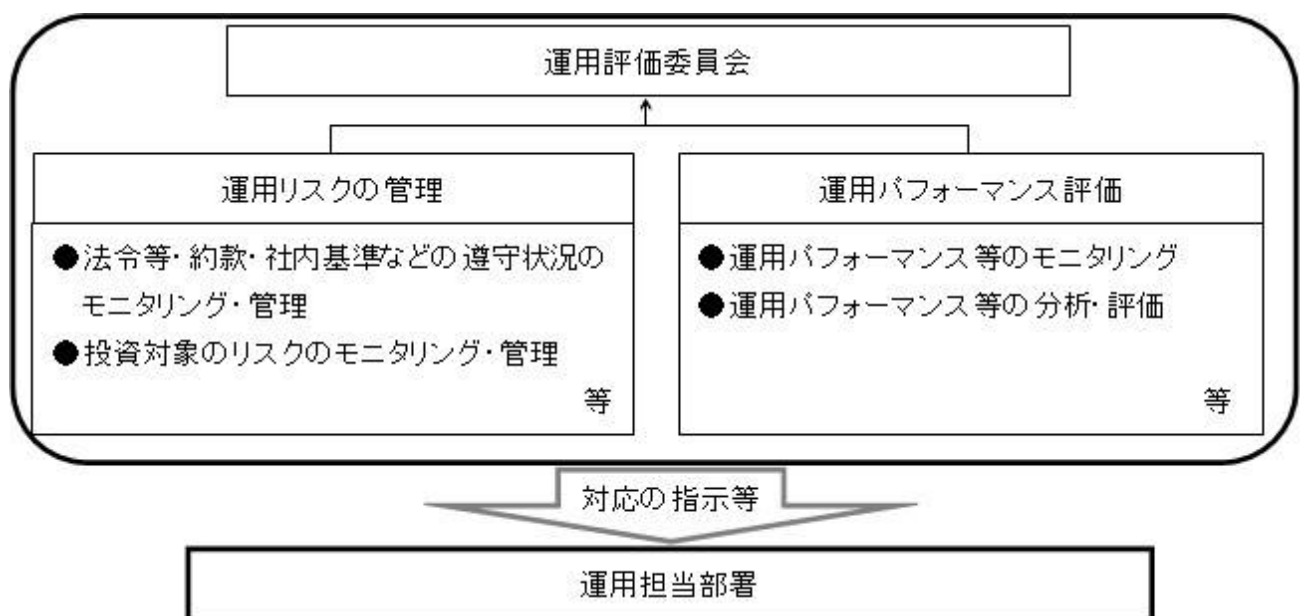 運用評価委員会
運用リスクの管理
●法令等・約款・社内基準などの遵守状況の
モニタリング・管理
●投資対象のリスクのモニタリング・管理
等
運用パフォーマンス評価
●運用パフォーマンス等のモニタリング
●運用パフォーマンス等の分析・評価
等
対応の指示等
運用担当部署